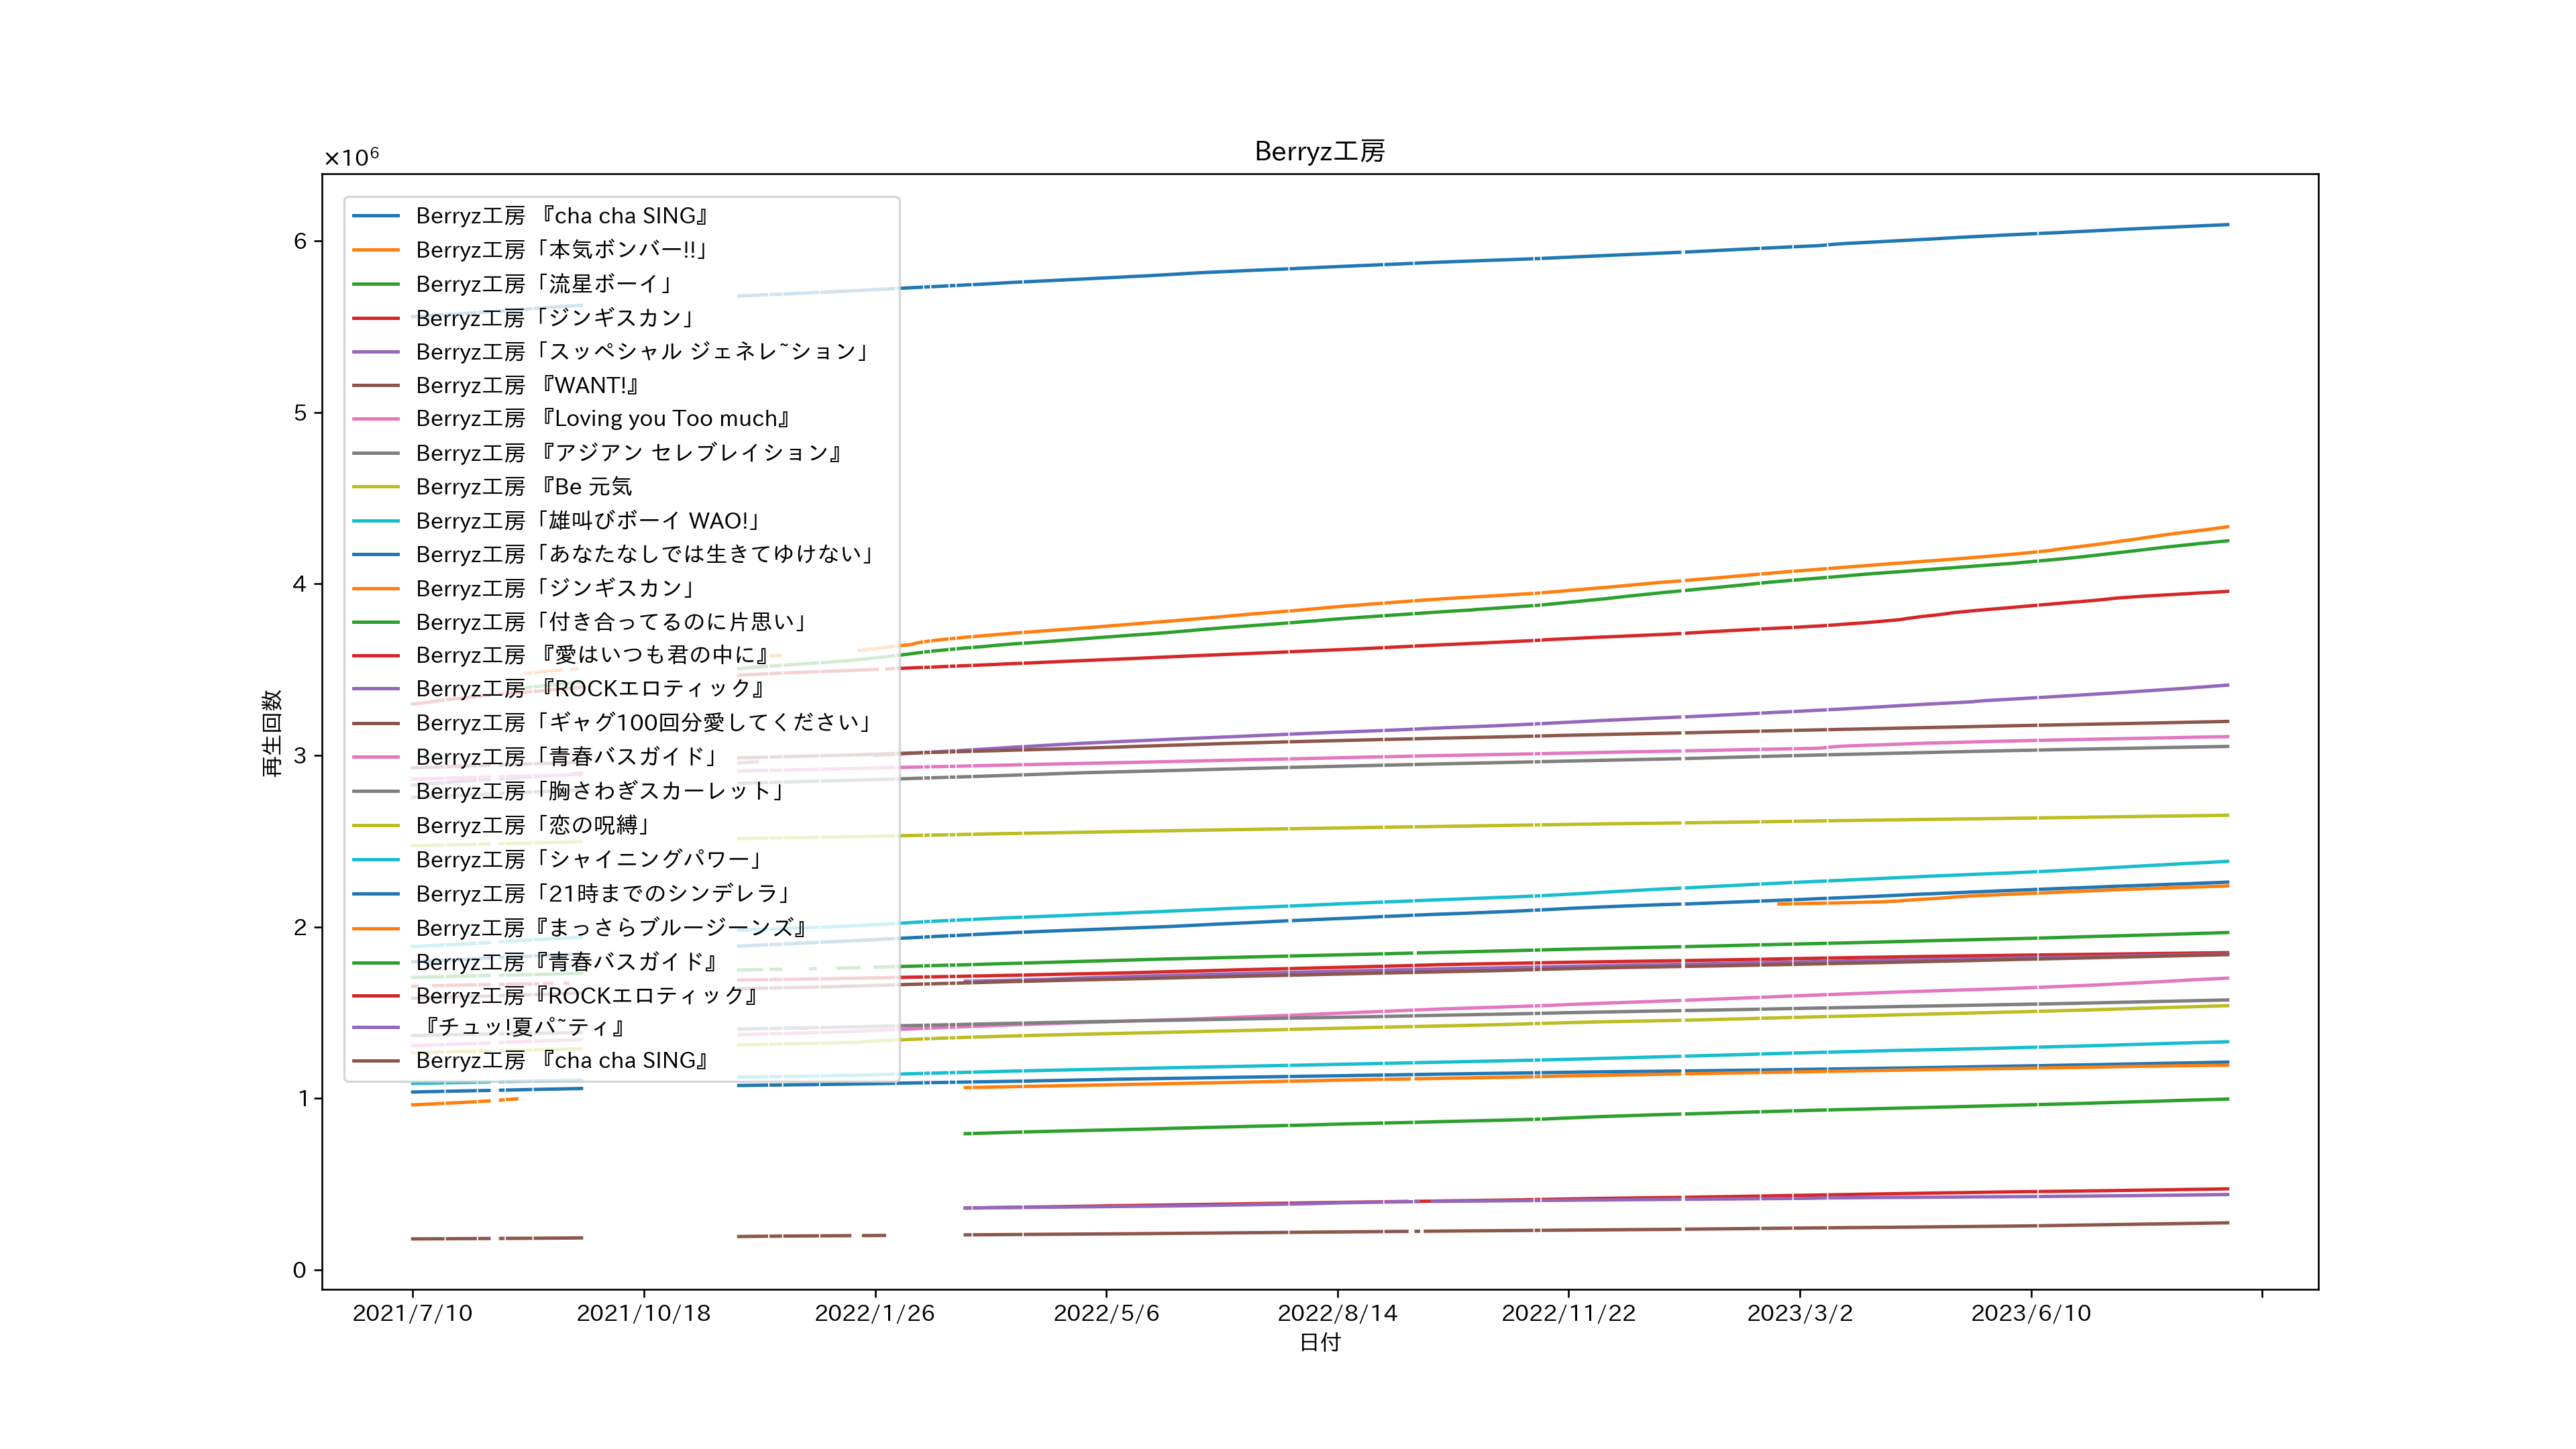 Berryz工房
×10⁶
6
5
4
3
2
1
0
再生回数
Berryz工房 『cha cha SING』
Berryz工房「本気ボンバー!!」
Berryz工房「流星ボーイ」
Berryz工房「ジンギスカン」
Berryz工房「スッペシャル ジェネレ~ション」
Berryz工房 『WANT!』
Berryz工房 『Loving you Too much』
Berryz工房 『アジアン セレブレイション』
Berryz工房 『Be 元気
Berryz工房「雄叫びボーイ WAO!」
Berryz工房「あなたなしでは生きてゆけない」
Berryz工房「ジンギスカン」
Berryz工房「付き合ってるのに片思い」
Berryz工房 『愛はいつも君の中に』
Berryz工房 『ROCKエロティック』
Berryz工房「ギャグ100回分愛してください」
Berryz工房「青春バスガイド」
Berryz工房「胸さわぎスカーレット」
Berryz工房「恋の呪縛」
Berryz工房「シャイニングパワー」
Berryz工房「21時までのシンデレラ」
Berryz工房『まっさらブルージーンズ』
Berryz工房『青春バスガイド』
Berryz工房『ROCKエロティック』
『チュッ!夏パ~ティ』
Berryz工房 『cha cha SING』
2021/7/10 2021/10/18 2022/1/26 2022/5/6 2022/8/14 2022/11/22 2023/3/2 2023/6/10
日付